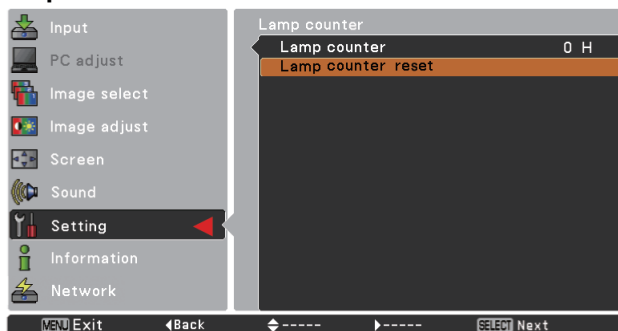 Input
PC adjust
Image select
Image adjust
Screen
Sound
Setting
Information
Network
Lamp counter
Lamp counter 0 H
Lamp counter reset
MENU Exit Back ----- ----- SELECT Next